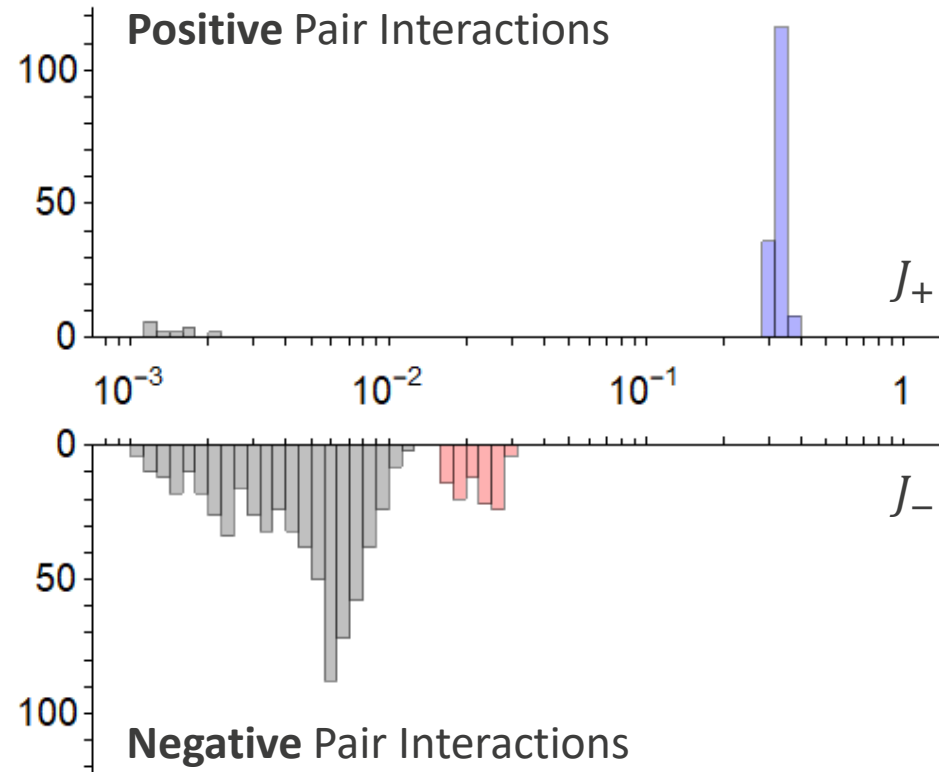 Positive Pair Interactions
100
50
0
J₊
10⁻³ 10⁻² 10⁻¹ 1
0
J₋
50
100
Negative Pair Interactions